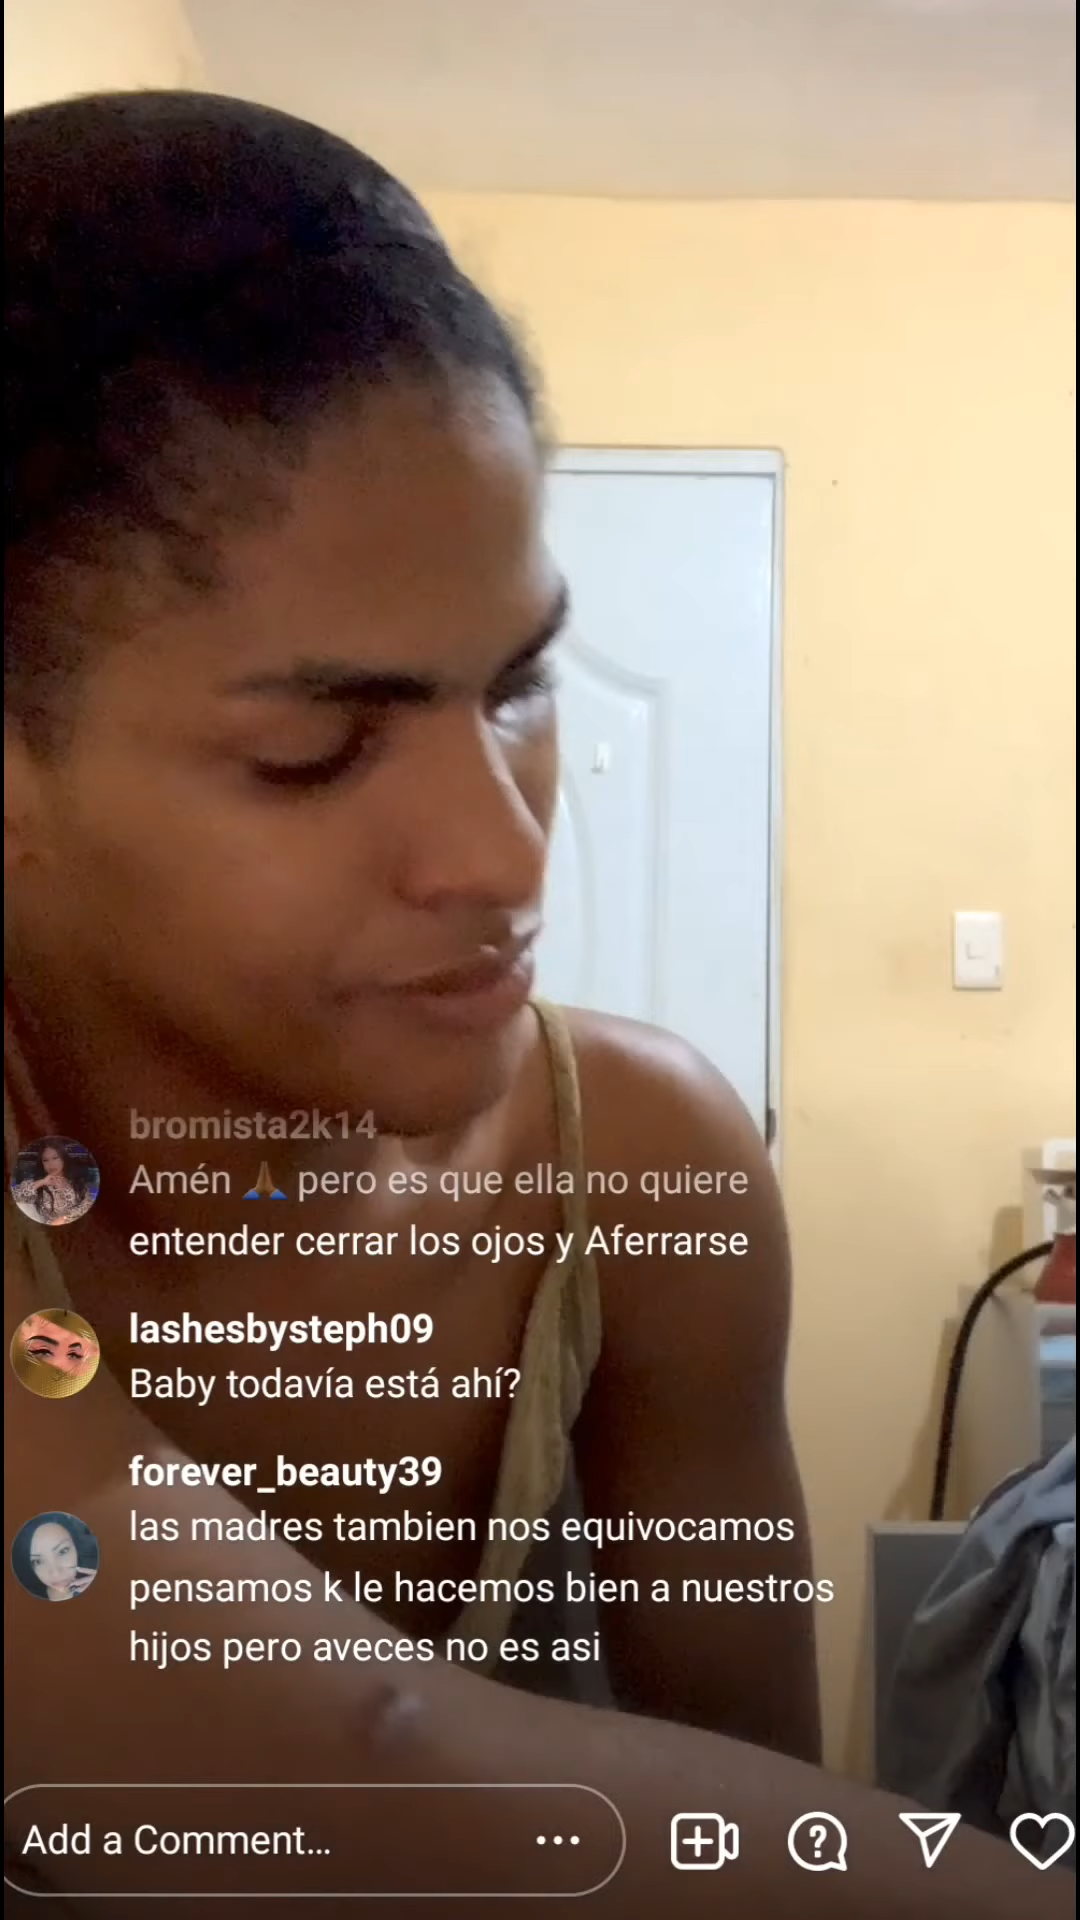 bromista2k14
Amén 🙏🏾 pero es que ella no quiere
entender cerrar los ojos y Aferrarse
lashesbysteph09
Baby todavía está ahí?
forever_beauty39
las madres tambien nos equivocamos
pensamos k le hacemos bien a nuestros
hijos pero aveces no es asi
Add a Comment...